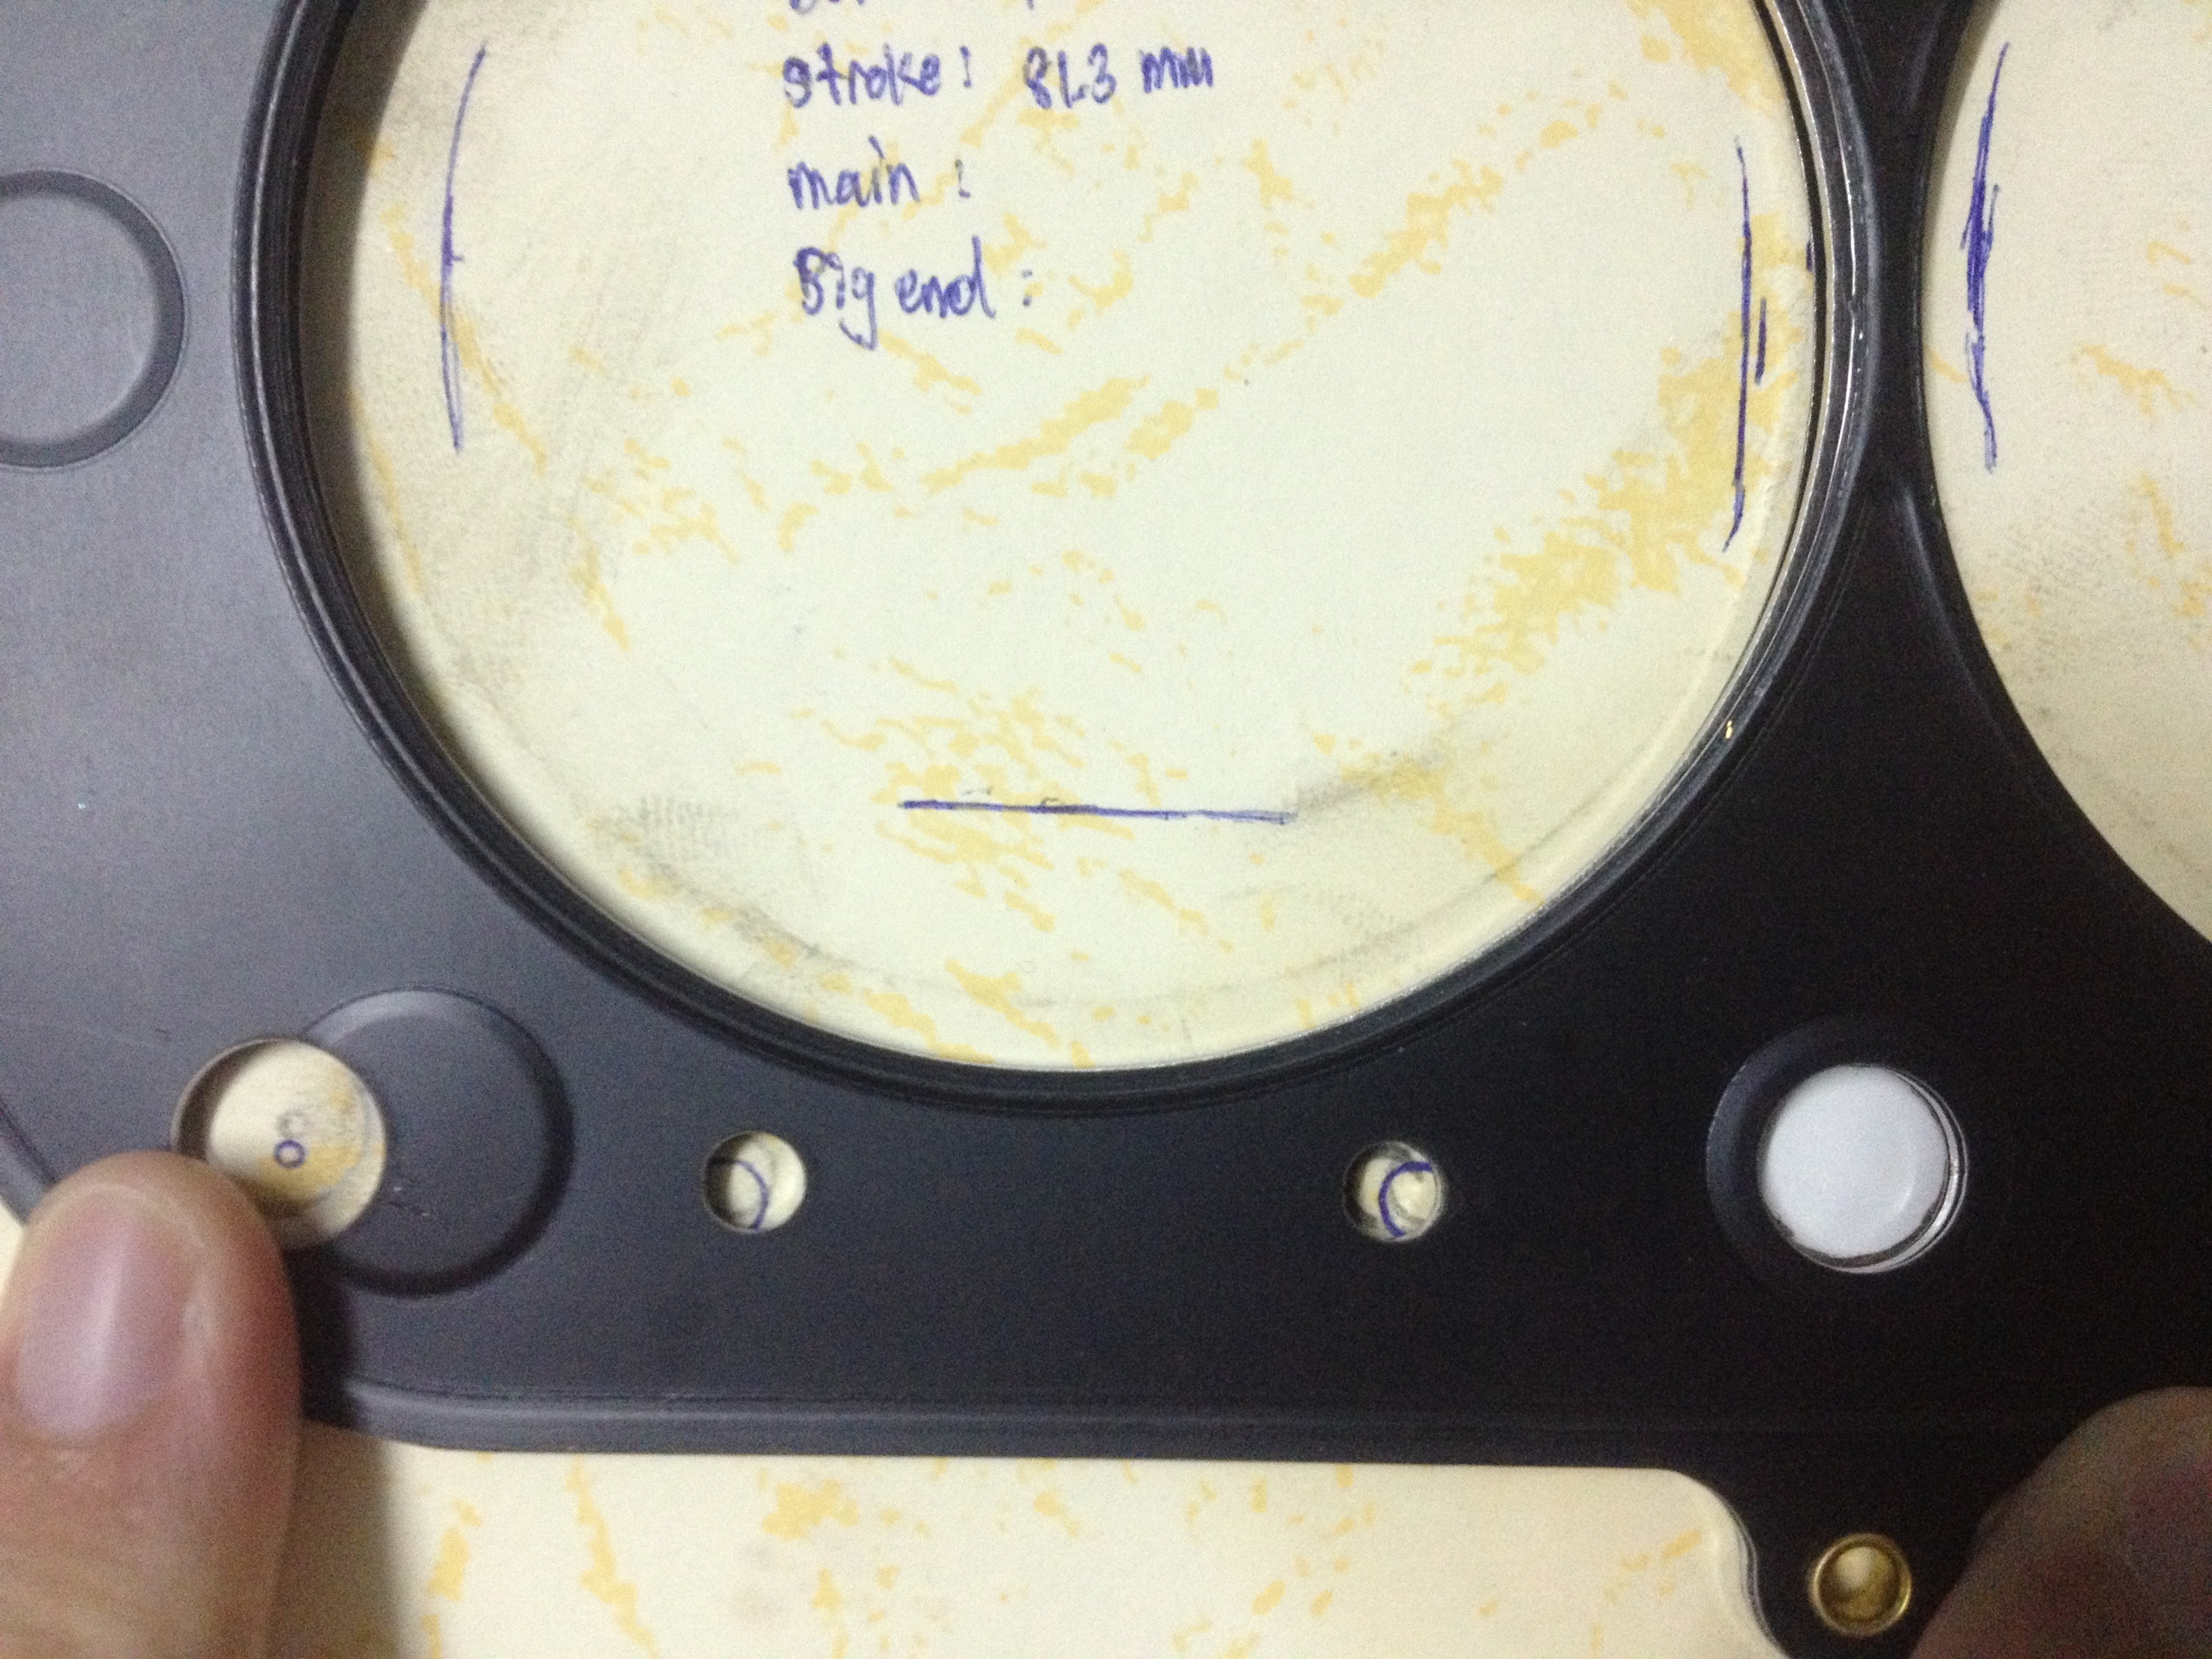 stroke: 81.3 mm
main:
Big end: